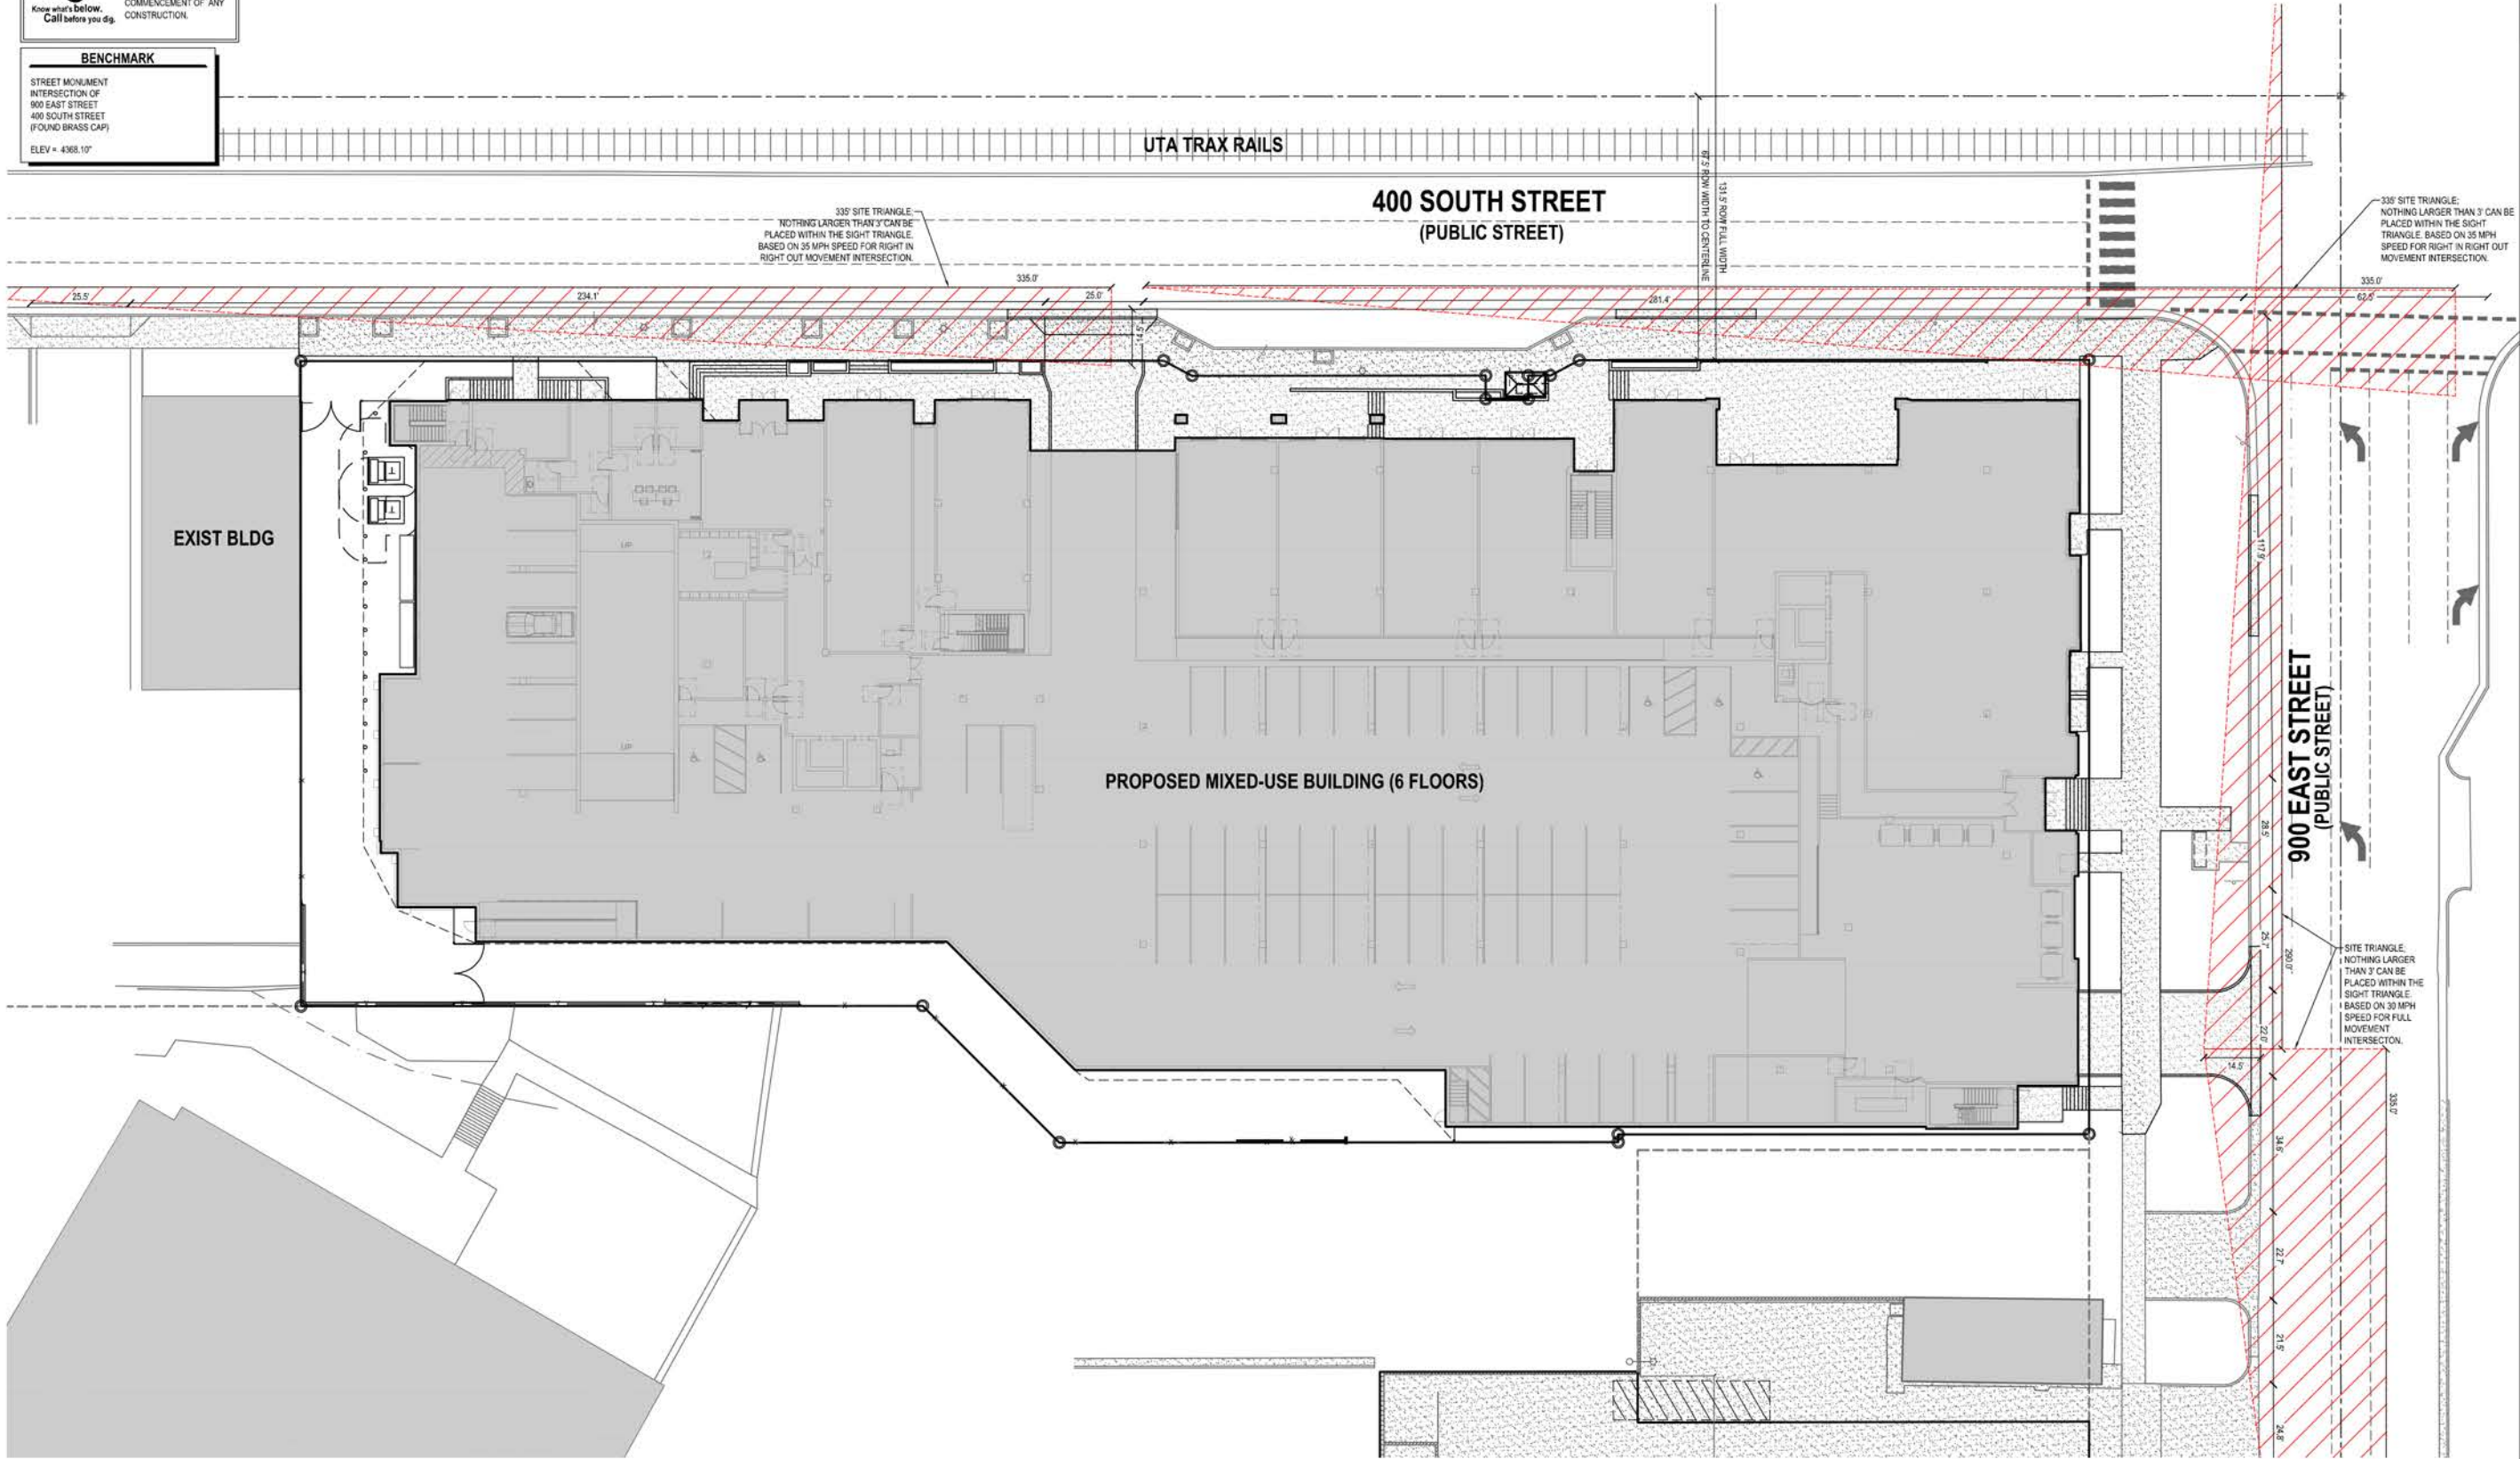 Know what's below.
Call before you dig.
COMMENCEMENT OF ANY
CONSTRUCTION.
BENCHMARK
STREET MONUMENT
INTERSECTION OF
900 EAST STREET
400 SOUTH STREET
(FOUND BRASS CAP)
ELEV = 4368.10"
UTA TRAX RAILS
400 SOUTH STREET
(PUBLIC STREET)
67.5' ROW WIDTH TO CENTERLINE
131.5' ROW FULL WIDTH
335' SITE TRIANGLE;
NOTHING LARGER THAN 3' CAN BE
PLACED WITHIN THE SIGHT TRIANGLE.
BASED ON 35 MPH SPEED FOR RIGHT IN
RIGHT OUT MOVEMENT INTERSECTION.
335' SITE TRIANGLE;
NOTHING LARGER THAN 3' CAN BE
PLACED WITHIN THE SIGHT
TRIANGLE. BASED ON 35 MPH
SPEED FOR RIGHT IN RIGHT OUT
MOVEMENT INTERSECTION.
335.0'
335.0'
25.5'
234.1'
25.0'
281.4'
62.5'
14.5'
EXIST BLDG
UP
UP
PROPOSED MIXED-USE BUILDING (6 FLOORS)
117.9'
900 EAST STREET
(PUBLIC STREET)
28.5'
25.7'
290.0'
22.0'
14.5'
SITE TRIANGLE;
NOTHING LARGER
THAN 3' CAN BE
PLACED WITHIN THE
SIGHT TRIANGLE.
BASED ON 30 MPH
SPEED FOR FULL
MOVEMENT
INTERSECTON.
335.0'
34.6'
22.7'
21.5'
24.8'